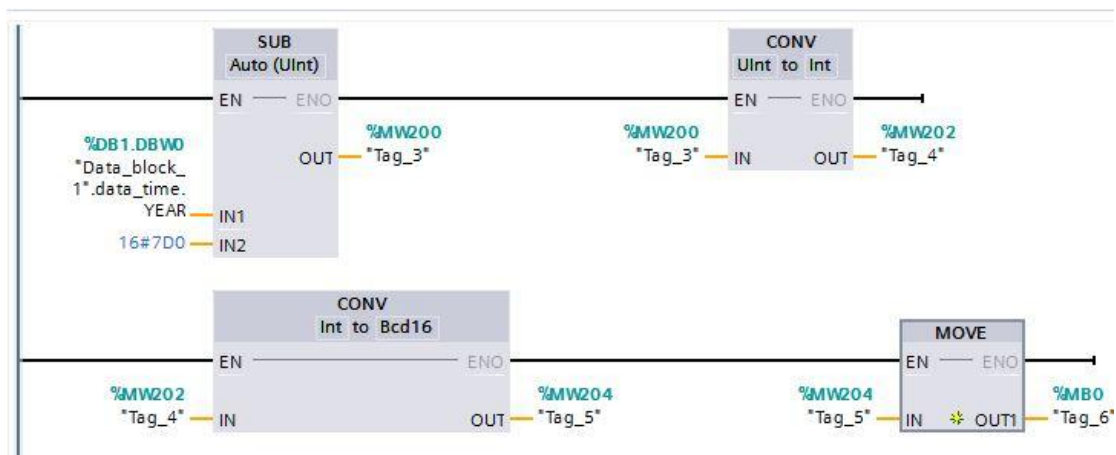 SUB
Auto (UInt)
EN ENO
%DB1.DBW0
"Data_block_
1".data_time.
YEAR
IN1
16#7D0
IN2
OUT
%MW200
"Tag_3"
CONV
UInt to Int
EN ENO
%MW200
"Tag_3"
IN OUT
%MW202
"Tag_4"
CONV
Int to Bcd16
EN ENO
%MW202
"Tag_4"
IN OUT
%MW204
"Tag_5"
MOVE
EN ENO
%MW204
"Tag_5"
IN OUT1
%MB0
"Tag_6"